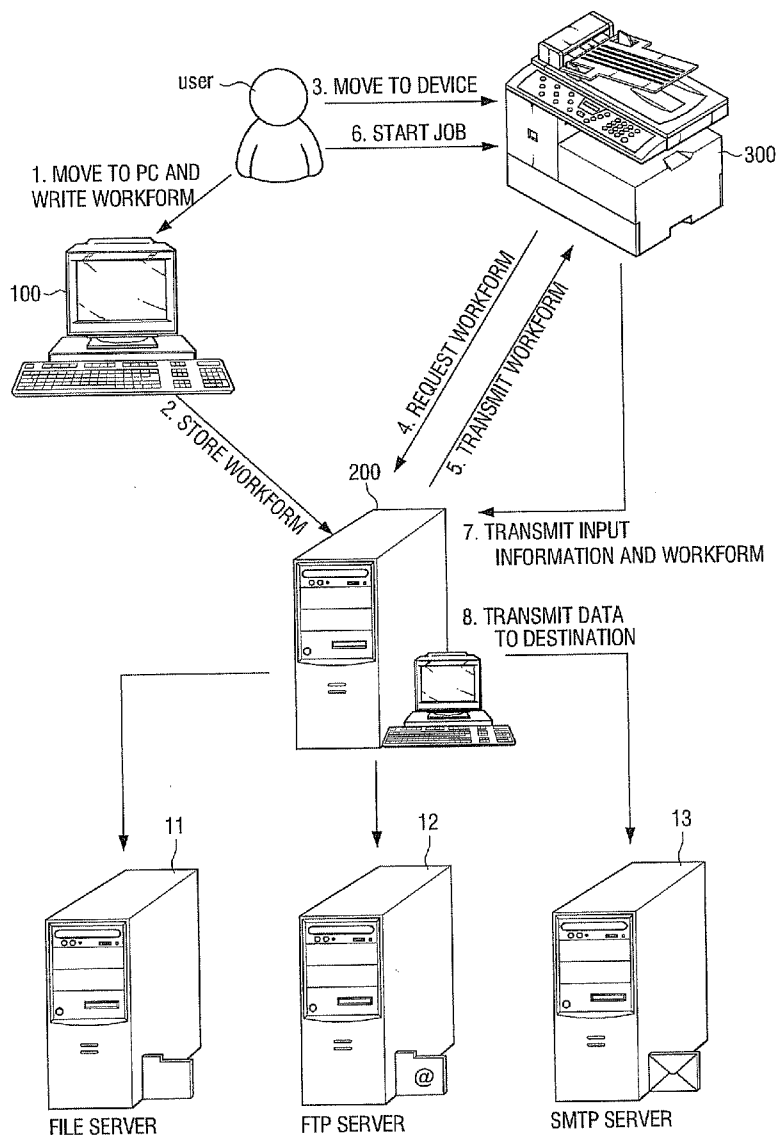 user
3. MOVE TO DEVICE
6. START JOB
300
1. MOVE TO PC AND
WRITE WORKFORM
100
2. STORE WORKFORM
4. REQUEST WORKFORM
5. TRANSMIT WORKFORM
200
7. TRANSMIT INPUT
INFORMATION AND WORKFORM
8. TRANSMIT DATA
TO DESTINATION
11
12
13
@
FILE SERVER
FTP SERVER
SMTP SERVER